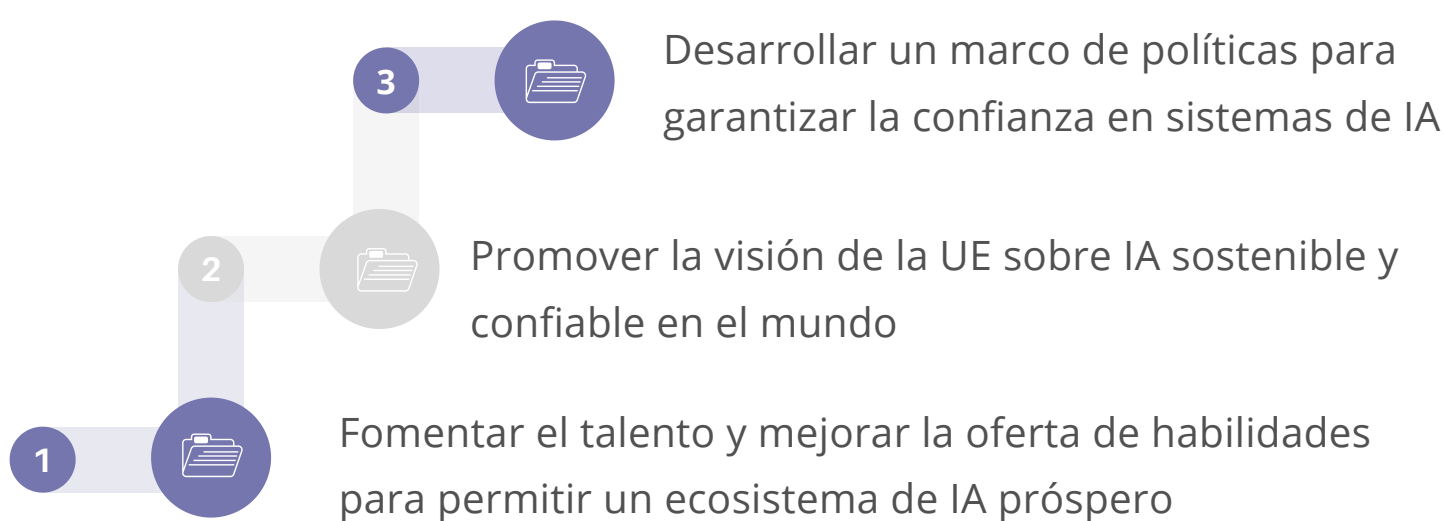 3
Desarrollar un marco de políticas para
garantizar la confianza en sistemas de IA
2
Promover la visión de la UE sobre IA sostenible y
confiable en el mundo
1
Fomentar el talento y mejorar la oferta de habilidades
para permitir un ecosistema de IA próspero